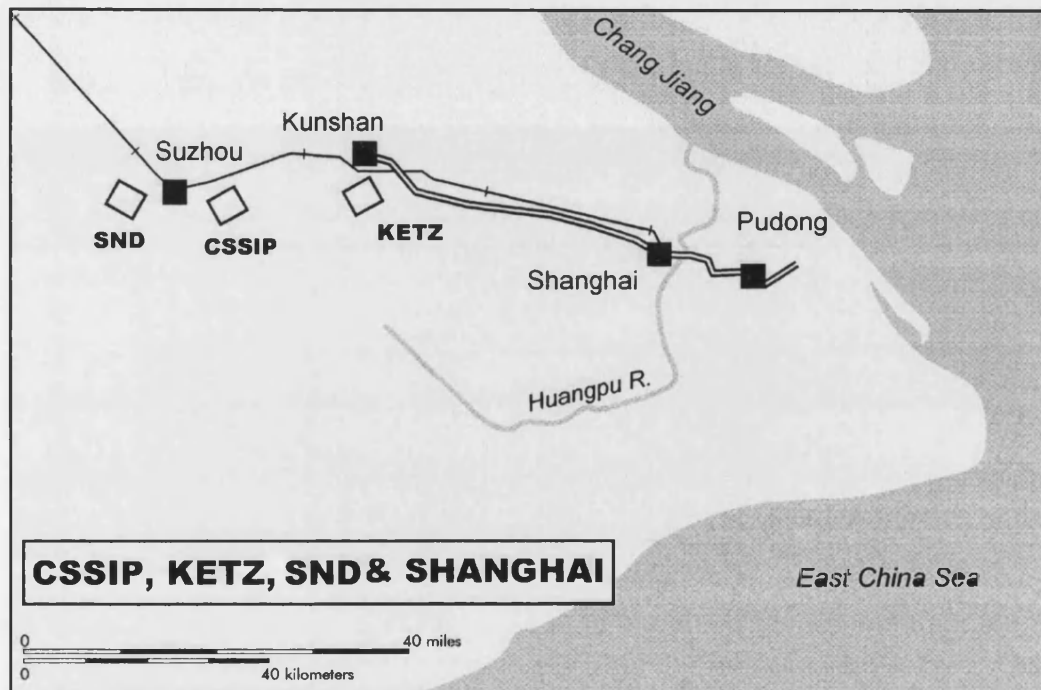 Chang Jiang
Kunshan
Suzhou
SND
CSSIP
KETZ
Pudong
Shanghai
Huangpu R.
CSSIP, KETZ, SND & SHANGHAI
East China Sea
0 40 miles
0 40 kilometers